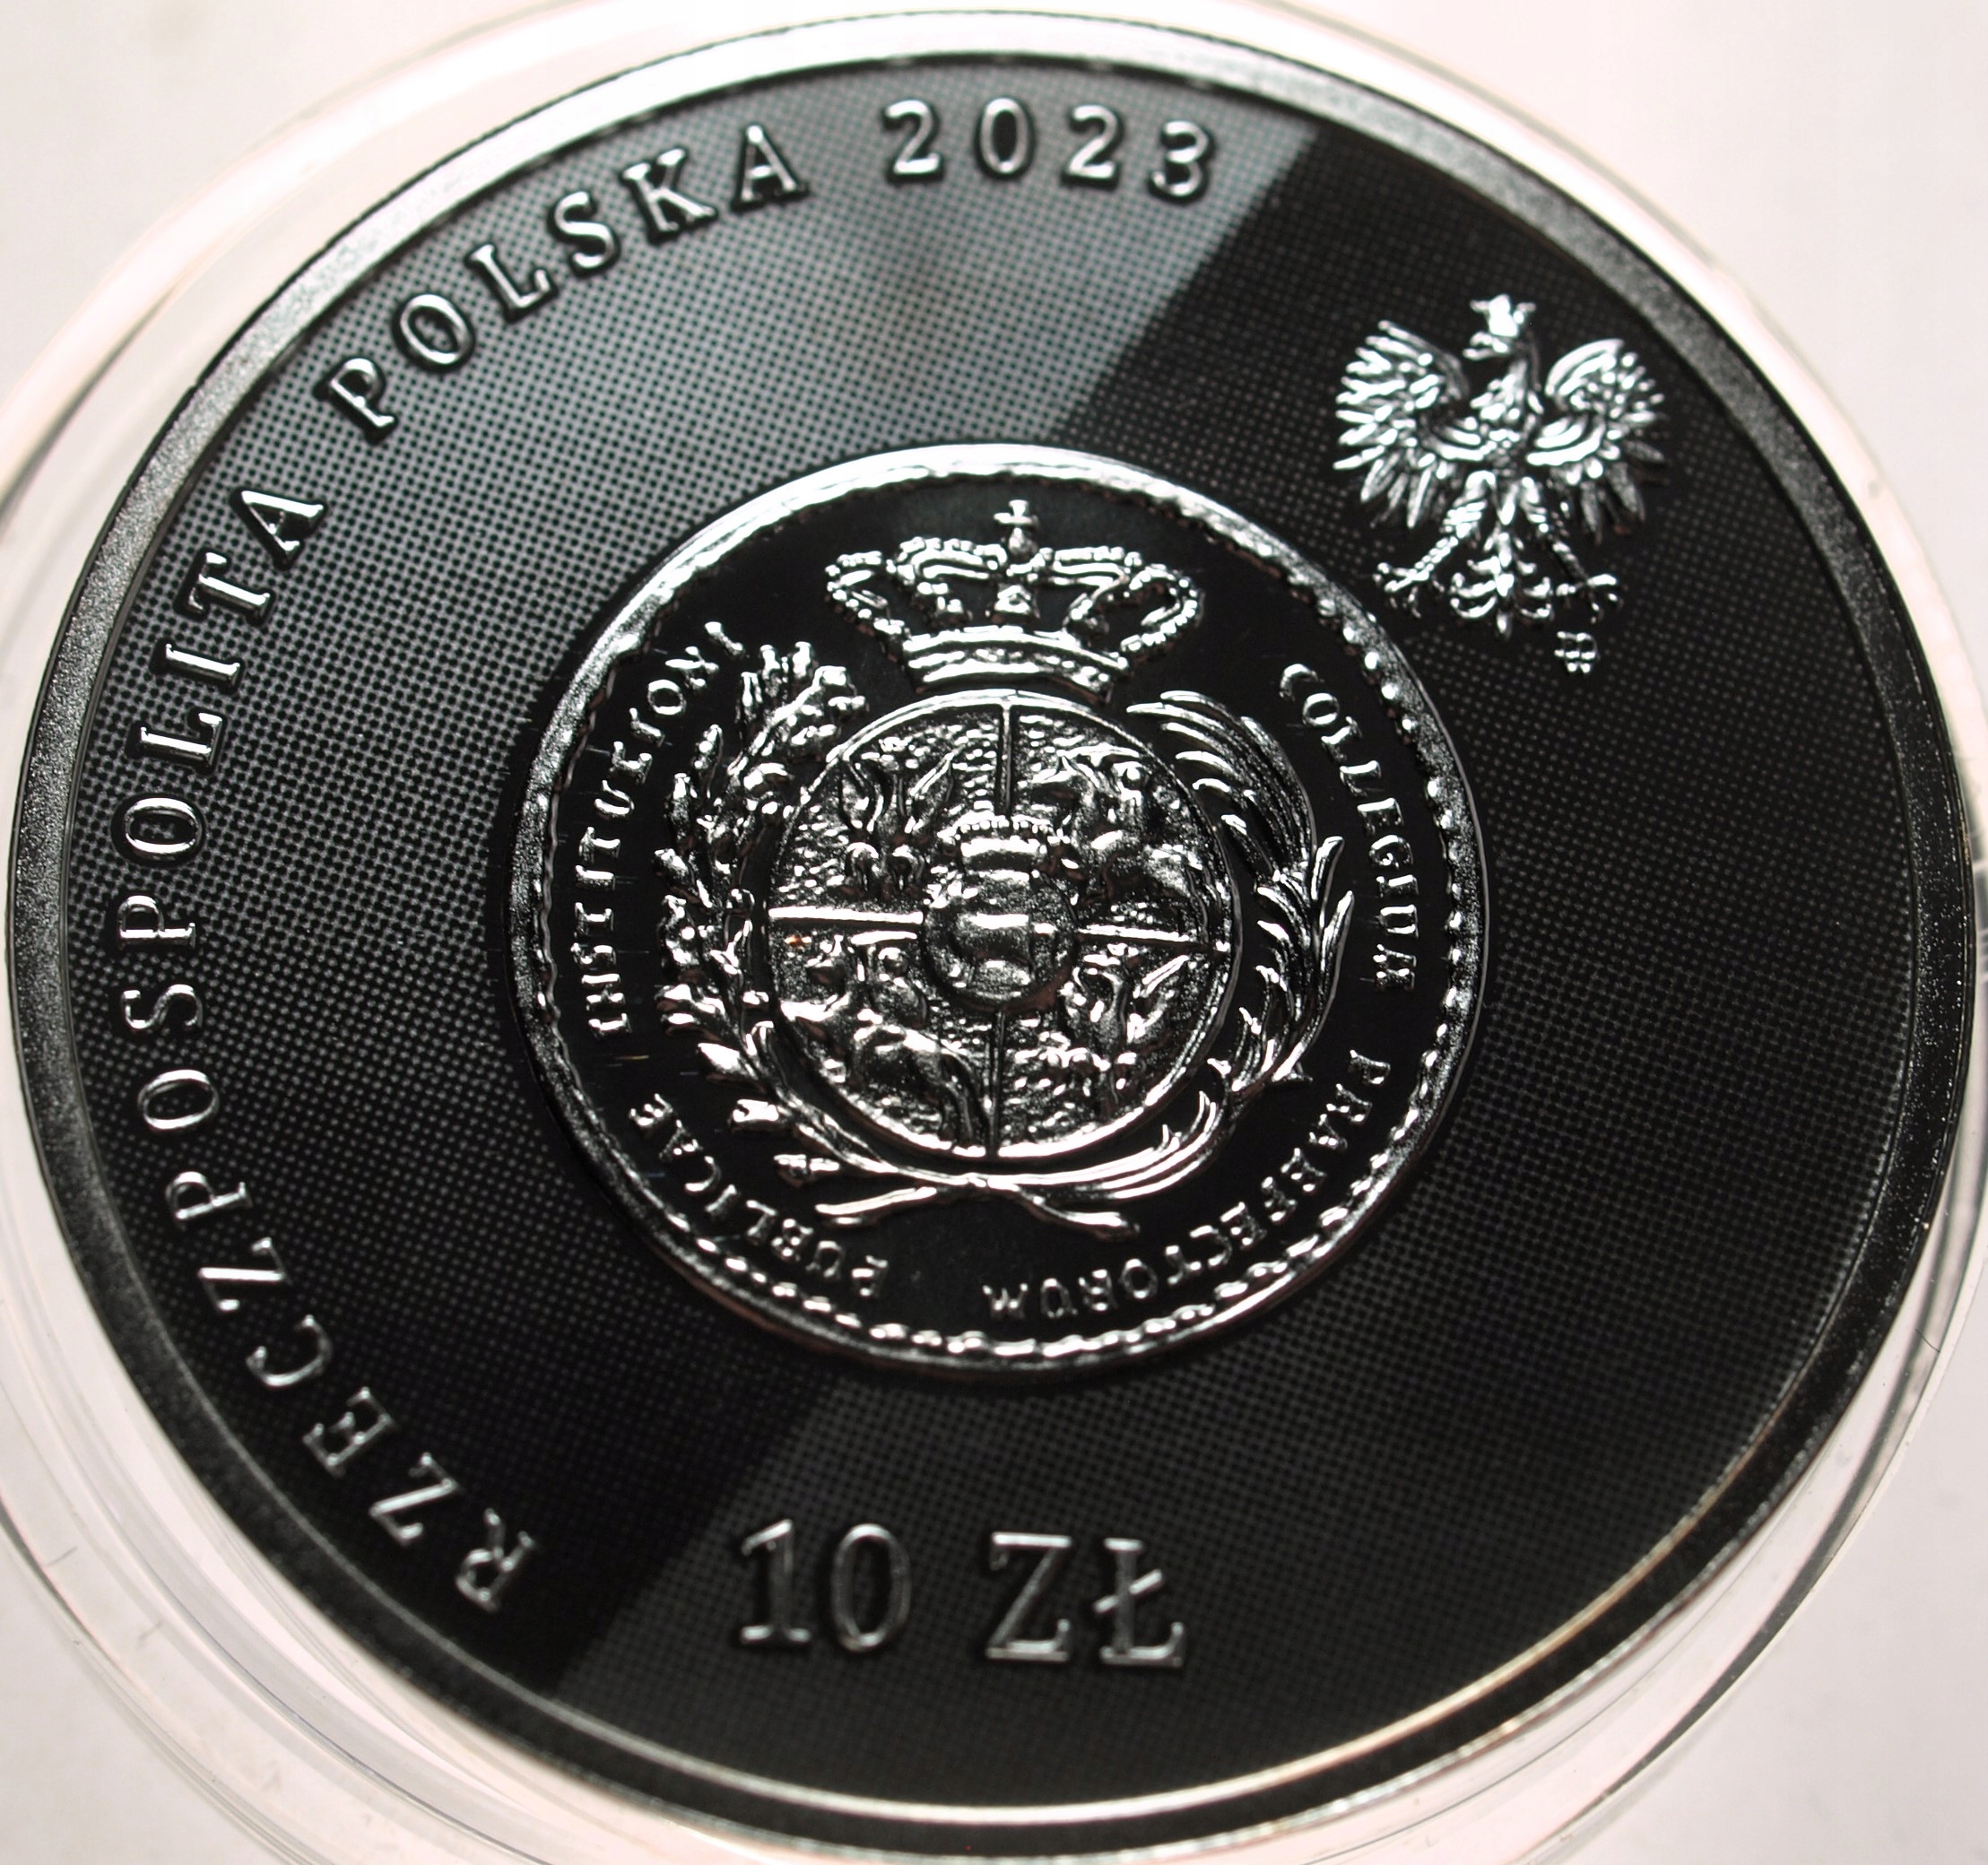 RZECZPOSPOLITA POLSKA 2023
COLLEGIUM PRAEFECTORUM
PUBLICAE INSTITUTIONI
10 ZŁ